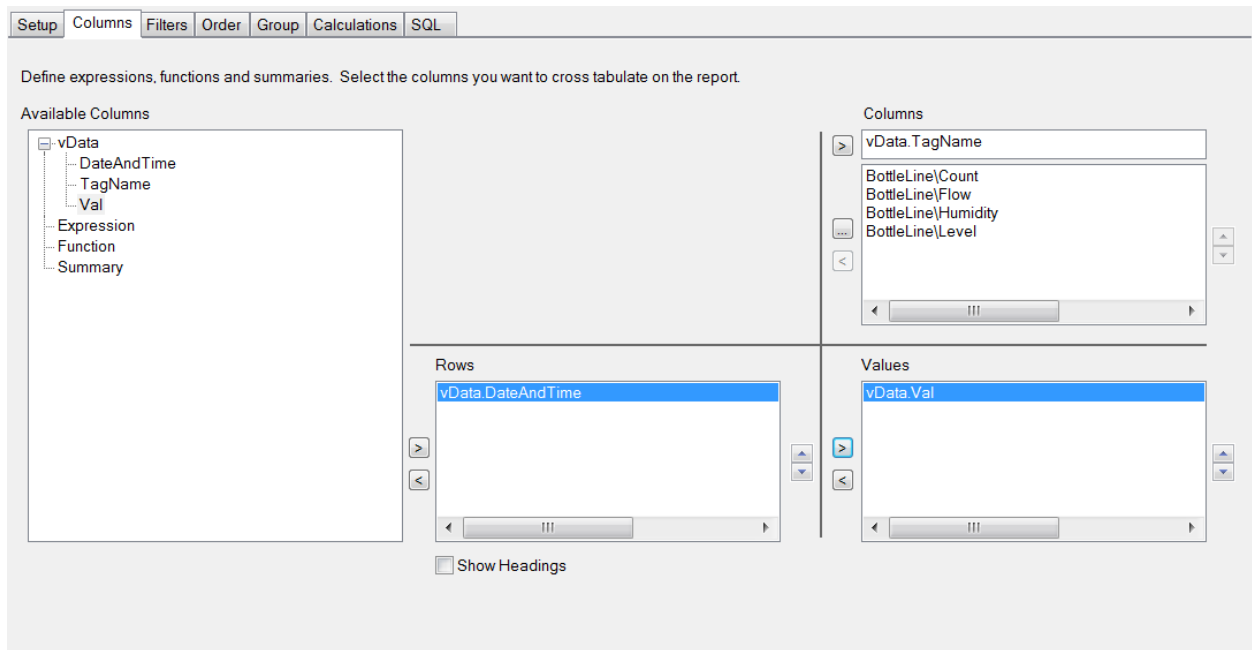 Setup Columns Filters Order Group Calculations SQL
Define expressions, functions and summaries. Select the columns you want to cross tabulate on the report.
Available Columns
vData
DateAndTime
TagName
Val
Expression
Function
Summary
Columns
>
vData.TagName
BottleLine\Count
BottleLine\Flow
BottleLine\Humidity
BottleLine\Level
...
<
Rows
vData.DateAndTime
>
<
Show Headings
Values
vData.Val
>
<